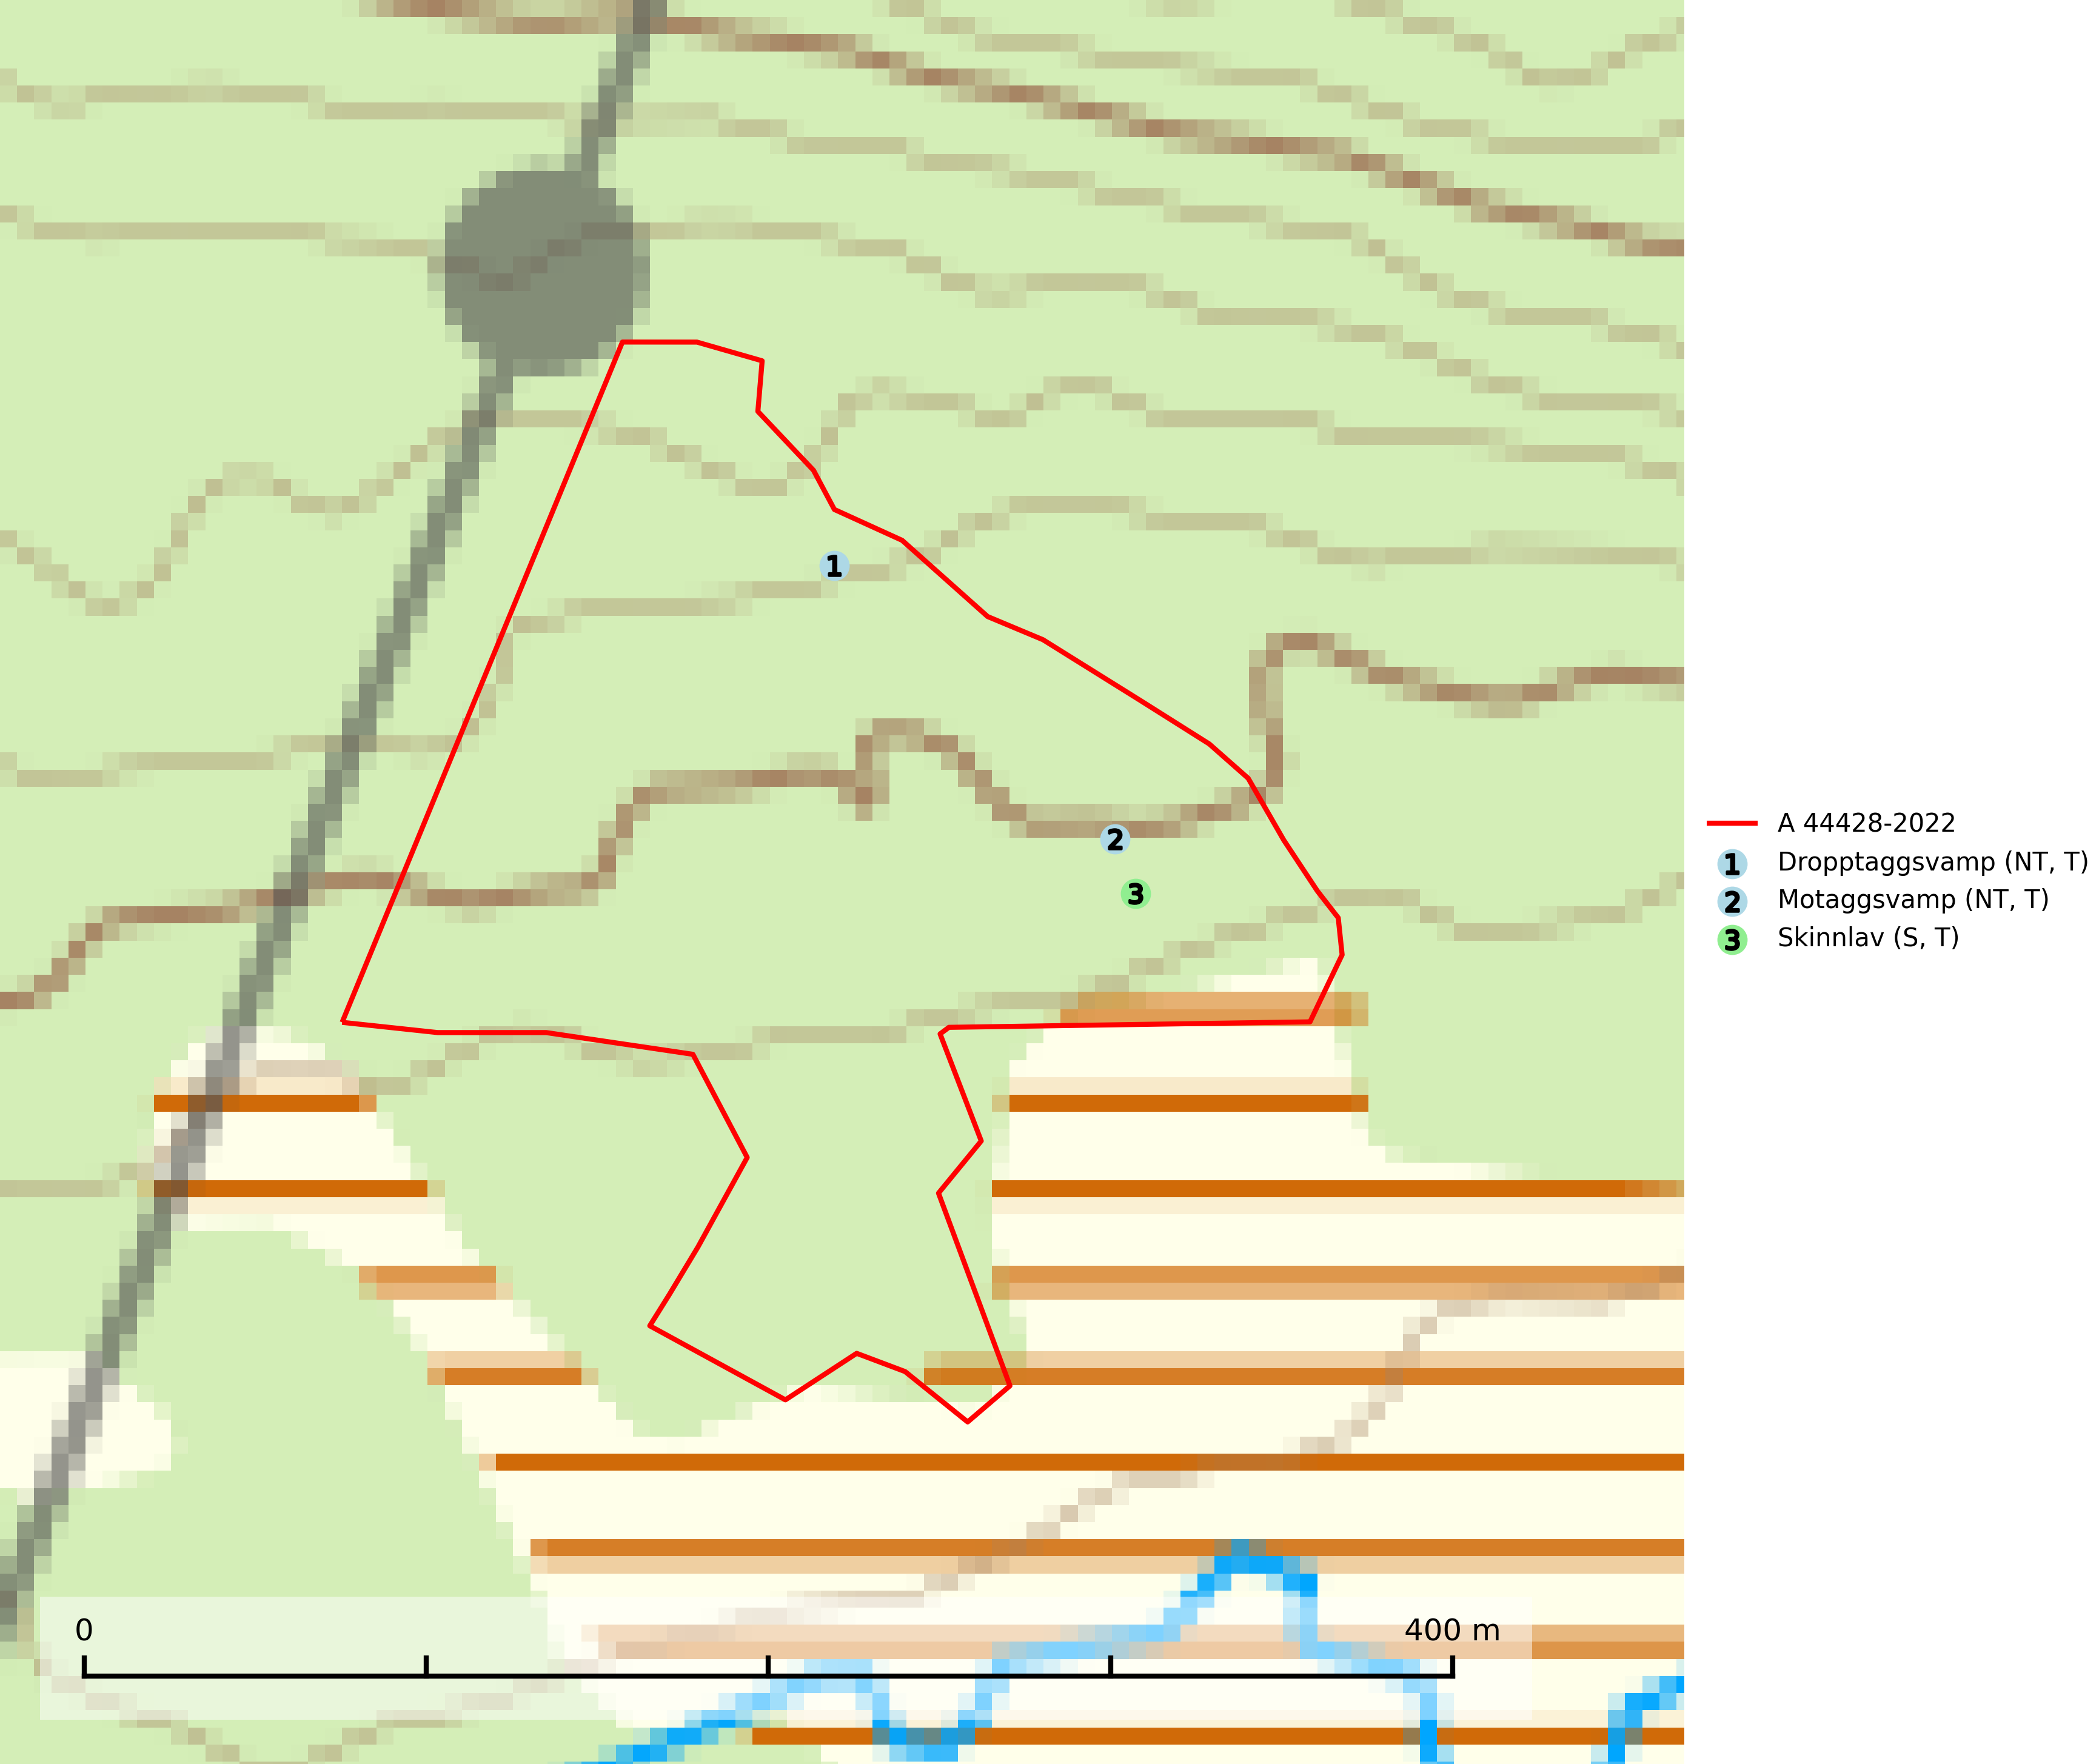 1
2
3
A 44428-2022
1 Dropptaggsvamp (NT, T)
2 Motaggsvamp (NT, T)
3 Skinnlav (S, T)
0 400 m